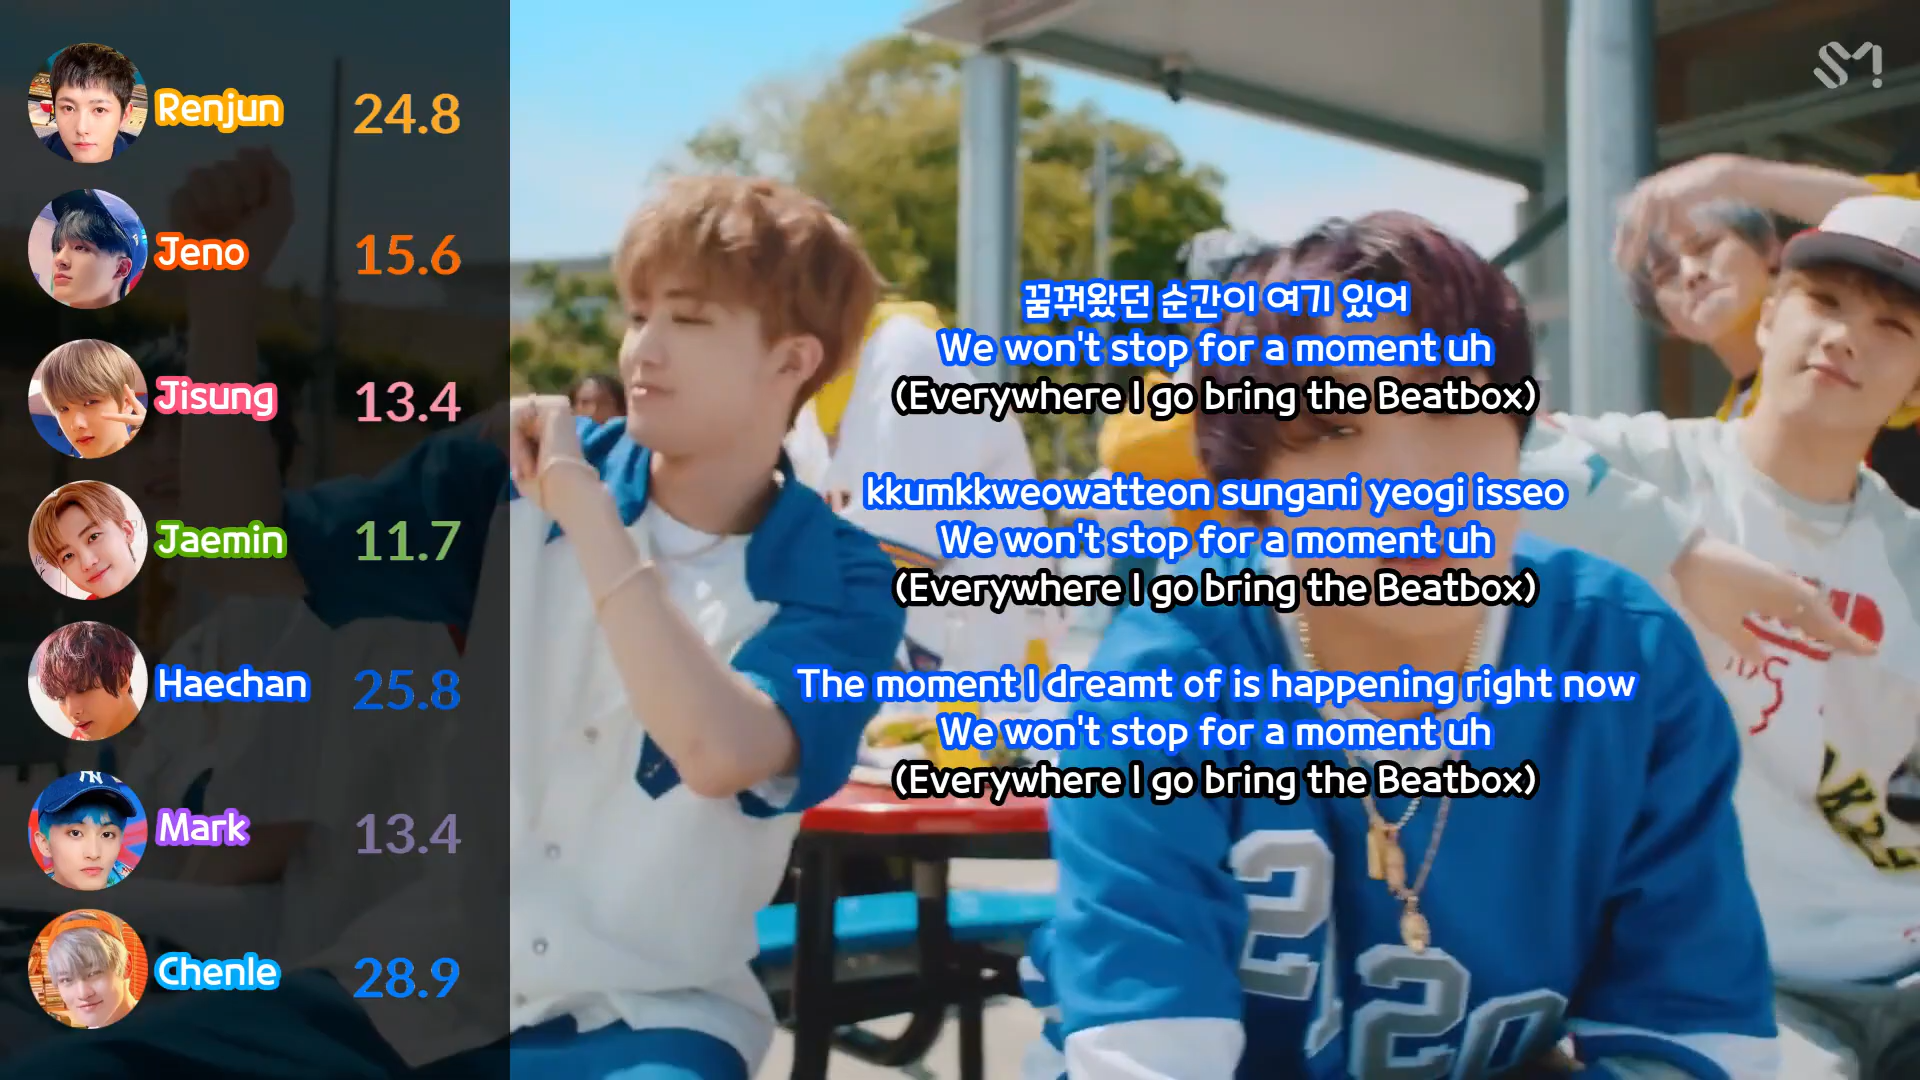 Renjun 24.8
Jeno 15.6
Jisung 13.4
Jaemin 11.7
Haechan 25.8
Mark 13.4
Chenle 28.9
SM!
꿈꿔왔던 순간이 여기 있어
We won't stop for a moment uh
(Everywhere I go bring the Beatbox)
kkumkkweowatteon sungani yeogi isseo
We won't stop for a moment uh
(Everywhere I go bring the Beatbox)
The moment I dreamt of is happening right now
We won't stop for a moment uh
(Everywhere I go bring the Beatbox)
NY
2
220